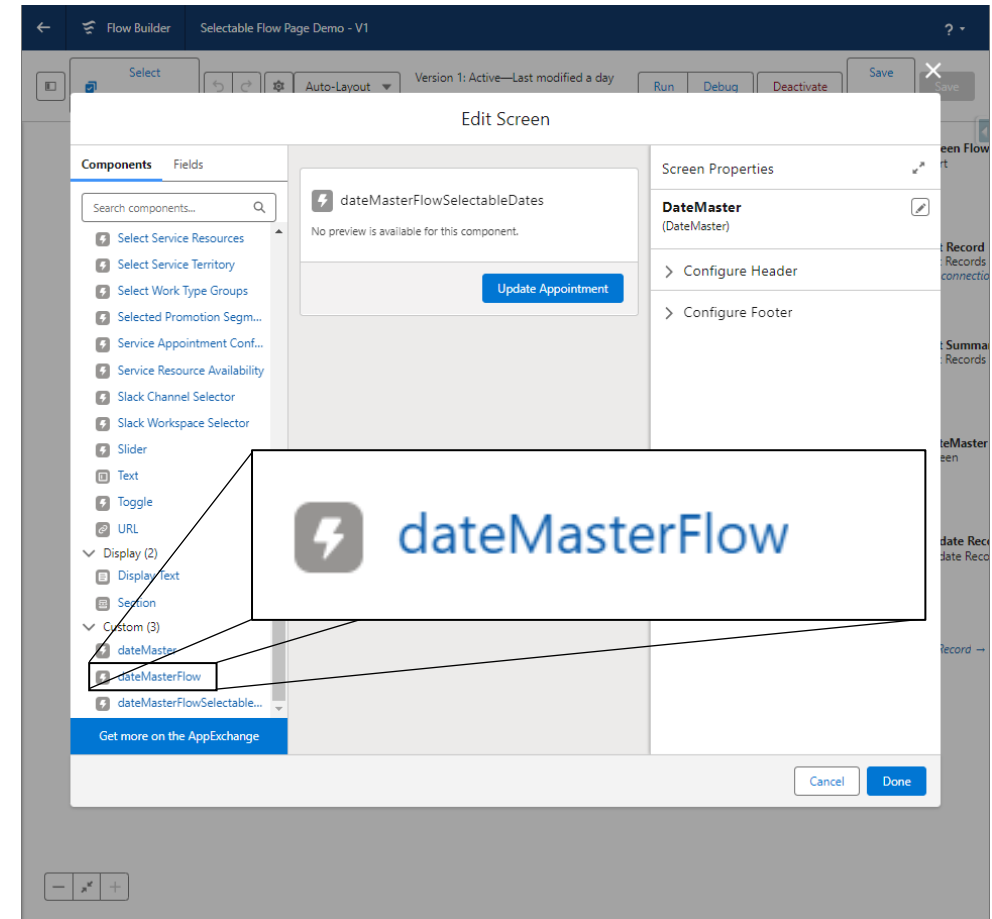 Flow Builder
Selectable Flow Page Demo - V1
?
Select
Auto-Layout
Version 1: Active—Last modified a day
Run
Debug
Deactivate
Save
Save
Edit Screen
Components
Fields
Search components...
Select Service Resources
Select Service Territory
Select Work Type Groups
Selected Promotion Segm...
Service Appointment Conf...
Service Resource Availability
Slack Channel Selector
Slack Workspace Selector
Slider
Text
Toggle
URL
Display (2)
Display Text
Section
Custom (3)
dateMaster
dateMasterFlow
dateMasterFlowSelectable...
Get more on the AppExchange
dateMasterFlowSelectableDates
No preview is available for this component.
Update Appointment
dateMasterFlow
Screen Properties
DateMaster
(DateMaster)
Configure Header
Configure Footer
Cancel
Done
een Flow
rt
t Record
Records
connectio
t Summa
Records
teMaster
een
date Rec
date Reco
Record →